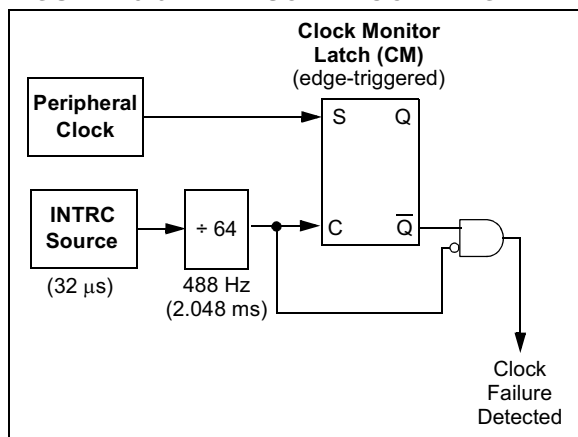 Clock Monitor
Latch (CM)
(edge-triggered)
Peripheral
Clock
S Q
INTRC
Source
÷ 64
C Q̅
(32 μs)
488 Hz
(2.048 ms)
Clock
Failure
Detected